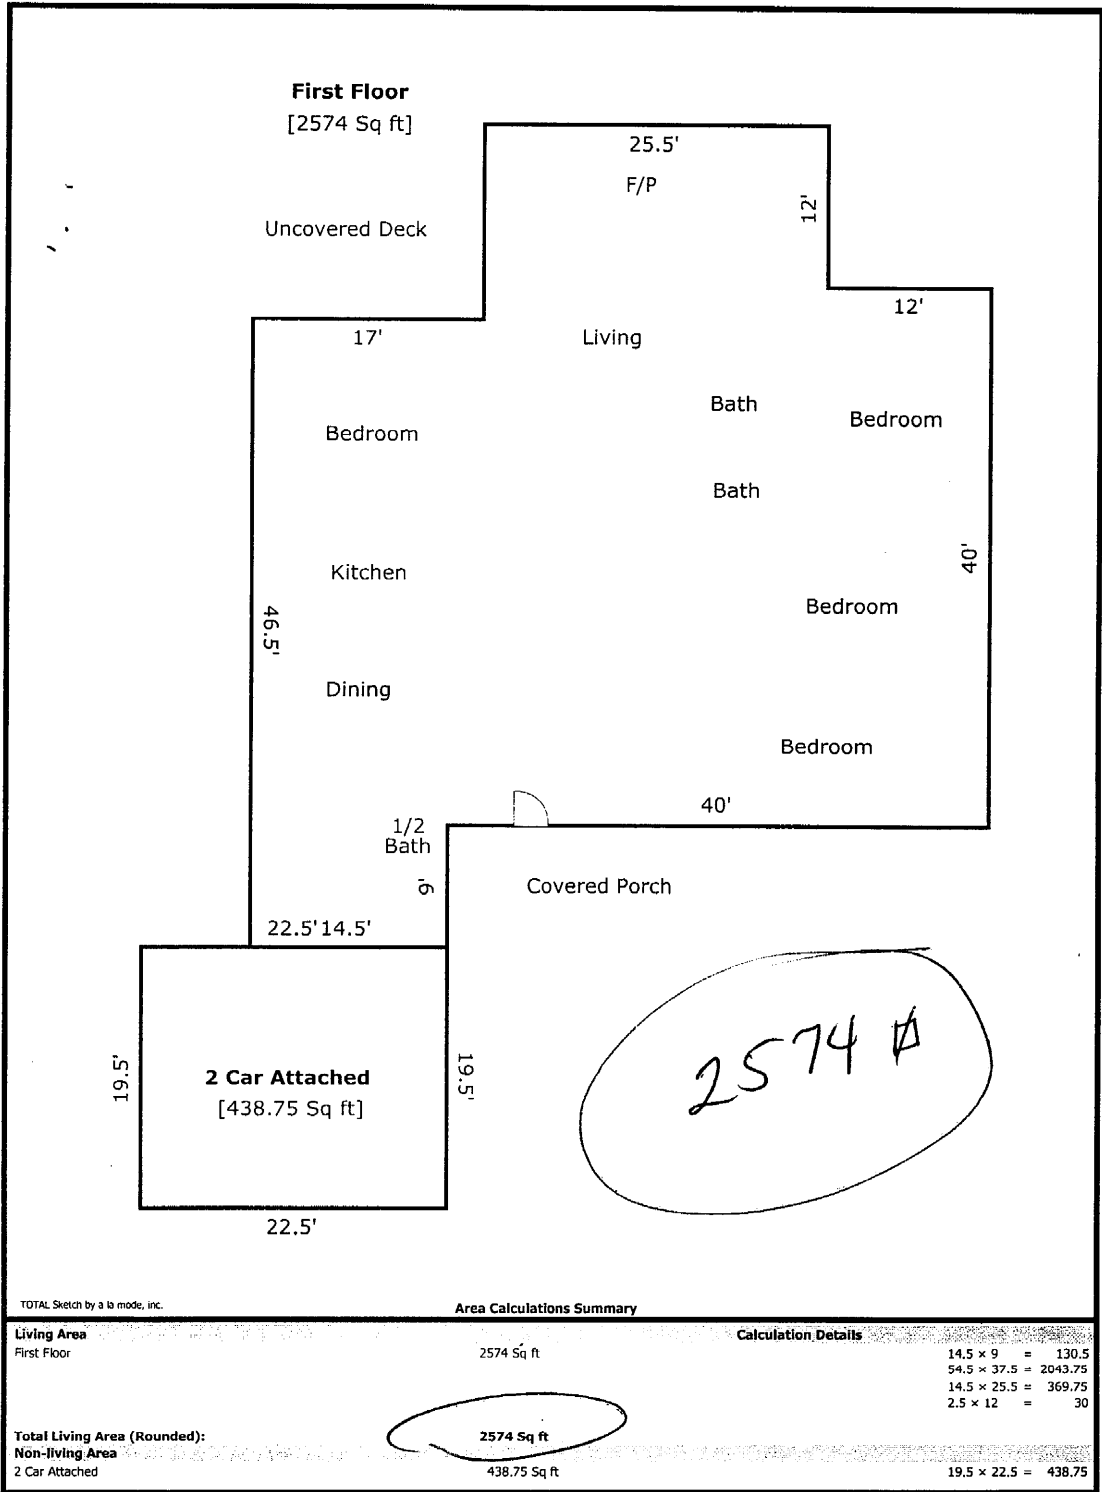 First Floor
[2574 Sq ft]
25.5'
F/P
12'
Uncovered Deck
12'
17'
Living
Bath
Bedroom
Bedroom
Bath
40'
Kitchen
46.5'
Bedroom
Dining
Bedroom
40'
1/2
Bath
9'
Covered Porch
22.5' 14.5'
2574
19.5'
2 Car Attached
[438.75 Sq ft]
19.5'
22.5'
TOTAL Sketch by a la mode, inc.
Area Calculations Summary
Living Area
Calculation Details
First Floor 2574 Sq ft 14.5 × 9 = 130.5
54.5 × 37.5 = 2043.75
14.5 × 25.5 = 369.75
2.5 × 12 = 30
Total Living Area (Rounded): 2574 Sq ft
Non-living Area
2 Car Attached 438.75 Sq ft 19.5 × 22.5 = 438.75